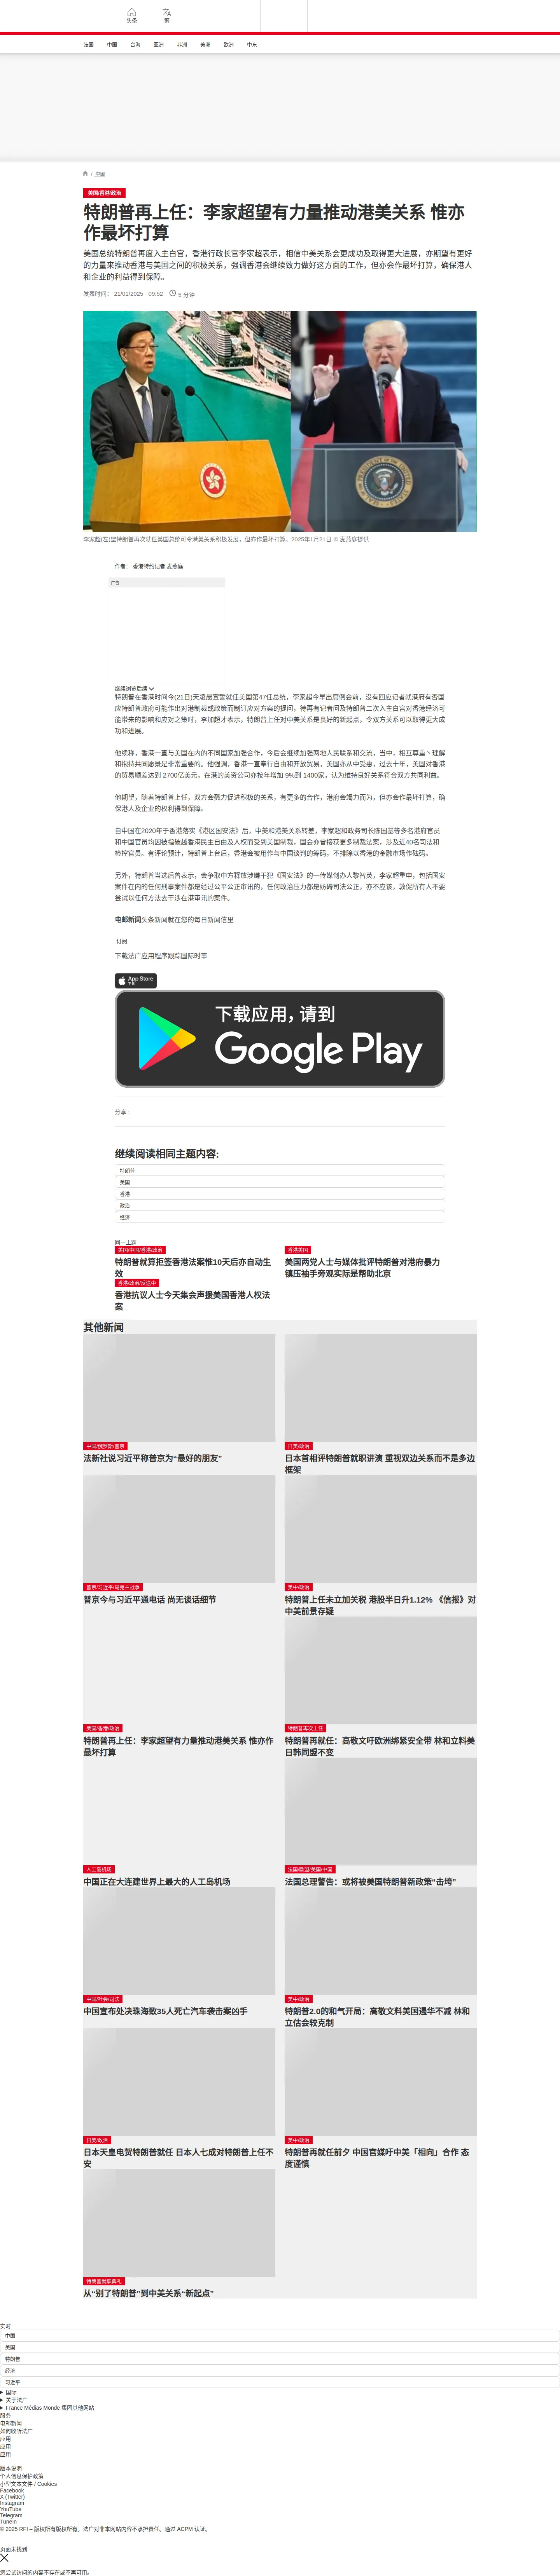 头条
繁
法国
中国
台海
亚洲
非洲
美洲
欧洲
中东
/ 中国
美国/香港/政治
特朗普再上任：李家超望有力量推动港美关系 惟亦
作最坏打算
美国总统特朗普再度入主白宫，香港行政长官李家超表示，相信中美关系会更成功及取得更大进展，亦期望有更好
的力量来推动香港与美国之间的积极关系，强调香港会继续致力做好这方面的工作，但亦会作最坏打算，确保港人
和企业的利益得到保障。
发表时间： 21/01/2025 - 09:52
5 分钟
李家超(左)望特朗普再次就任美国总统可令港美关系积极发展，但亦作最坏打算。2025年1月21日 © 麦燕庭提供
作者： 香港特约记者 麦燕庭
广告
继续浏览后续
特朗普在香港时间今(21日)天凌晨宣誓就任美国第47任总统，李家超今早出席例会前，没有回应记者就港府有否因
应特朗普政府可能作出对港制裁或政策而制订应对方案的提问，待再有记者问及特朗普二次入主白宫对香港经济可
能带来的影响和应对之策时，李加超才表示，特朗普上任对中美关系是良好的新起点，令双方关系可以取得更大成
功和进展。
他续称，香港一直与美国在内的不同国家加强合作，今后会继续加强两地人民联系和交流，当中，相互尊重丶理解
和抱持共同愿景是非常重要的。他强调，香港一直奉行自由和开放贸易，美国亦从中受惠，过去十年，美国对香港
的贸易顺差达到 2700亿美元，在港的美资公司亦按年增加 9%到 1400家，认为维持良好关系符合双方共同利益。
他期望，随着特朗普上任，双方会戮力促进积极的关系，有更多的合作，港府会竭力而为，但亦会作最坏打算，确
保港人及企业的权利得到保障。
自中国在2020年于香港落实《港区国安法》后，中美和港美关系转差，李家超和政务司长陈国基等多名港府官员
和中国官员均因被指破越香港民主自由及人权而受到美国制裁，国会亦曾接获更多制裁法案，涉及近40名司法和
检控官员。有评论预计，特朗普上台后，香港会被用作与中国谈判的筹码，不排除以香港的金融市场作砝码。
另外，特朗普当选后曾表示，会争取中方释放涉嫌干犯《国安法》的一传媒创办人黎智英，李家超重申，包括国安
案件在内的任何刑事案件都是经过公平公正审讯的，任何政治压力都是妨碍司法公正，亦不应该，敦促所有人不要
尝试以任何方法去干涉在港审讯的案件。
电邮新闻头条新闻就在您的每日新闻信里
订阅
下载法广应用程序跟踪国际时事
App Store
下载
下载应用，请到
Google Play
分享 :
继续阅读相同主题内容:
特朗普
美国
香港
政治
经济
同一主题
美国/中国/香港/政治
特朗普就算拒签香港法案惟10天后亦自动生
效
香港美国
美国两党人士与媒体批评特朗普对港府暴力
镇压袖手旁观实际是帮助北京
香港/政治/反送中
香港抗议人士今天集会声援美国香港人权法
案
其他新闻
中国/俄罗斯/普京
法新社说习近平称普京为“最好的朋友”
日美/政治
日本首相评特朗普就职讲演 重视双边关系而不是多边
框架
普京/习近平/乌克兰战争
普京今与习近平通电话 尚无谈话细节
美中/政治
特朗普上任未立加关税 港股半日升1.12% 《信报》对
中美前景存疑
美国/香港/政治
特朗普再上任：李家超望有力量推动港美关系 惟亦作
最坏打算
特朗普再次上任
特朗普再就任：高敬文吁欧洲绑紧安全带 林和立料美
日韩同盟不变
人工岛机场
中国正在大连建世界上最大的人工岛机场
法国/欧盟/美国/中国
法国总理警告：或将被美国特朗普新政策“击垮”
中国/社会/司法
中国宣布处决珠海致35人死亡汽车袭击案凶手
美中/政治
特朗普2.0的和气开局：高敬文料美国遏华不减 林和
立估会较克制
日美/政治
日本天皇电贺特朗普就任 日本人七成对特朗普上任不
安
美中/政治
特朗普再就任前夕 中国官媒吁中美「相向」合作 态
度谨慎
特朗普就职典礼
从“别了特朗普”到中美关系“新起点”
实时
中国
美国
特朗普
经济
习近平
国际
关于法广
France Médias Monde 集团其他网站
服务
电邮新闻
如何收听法广
应用
应用
应用
版本说明
个人信息保护政策
小型文本文件 / Cookies
Facebook
X (Twitter)
Instagram
YouTube
Telegram
TuneIn
© 2025 RFI – 版权所有版权所有。法广对非本网站内容不承担责任。通过 ACPM 认证。
页面未找到
您尝试访问的内容不存在或不再可用。